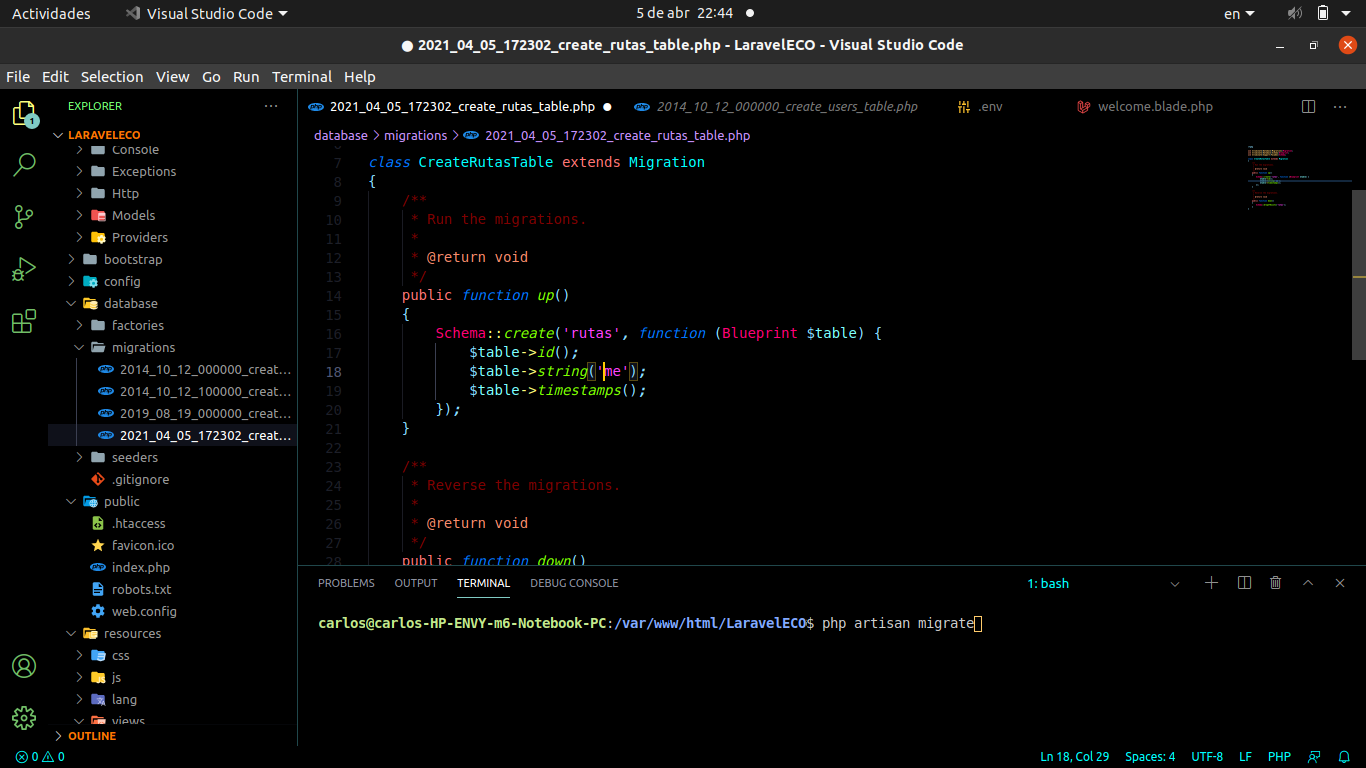 Actividades Visual Studio Code 5 de abr 22:44 en
2021_04_05_172302_create_rutas_table.php - LaravelECO - Visual Studio Code
File Edit Selection View Go Run Terminal Help
EXPLORER
LARAVELECO
Console
Exceptions
Http
Models
Providers
bootstrap
config
database
factories
migrations
2014_10_12_000000_creat...
2014_10_12_100000_creat...
2019_08_19_000000_creat...
2021_04_05_172302_creat...
seeders
.gitignore
public
.htaccess
favicon.ico
index.php
robots.txt
web.config
resources
css
js
lang
views
OUTLINE
1
2021_04_05_172302_create_rutas_table.php 2014_10_12_000000_create_users_table.php .env welcome.blade.php
database > migrations > 2021_04_05_172302_create_rutas_table.php
7 class CreateRutasTable extends Migration
8 {
9 /**
10 * Run the migrations.
11 *
12 * @return void
13 */
14 public function up()
15 {
16 Schema::create('rutas', function (Blueprint $table) {
17 $table->id();
18 $table->string('me');
19 $table->timestamps();
20 });
21 }
22
23 /**
24 * Reverse the migrations.
25 *
26 * @return void
27 */
28 public function down()
PROBLEMS OUTPUT TERMINAL DEBUG CONSOLE 1: bash
carlos@carlos-HP-ENVY-m6-Notebook-PC:/var/www/html/LaravelECO$ php artisan migrate
0 0 Ln 18, Col 29 Spaces: 4 UTF-8 LF PHP